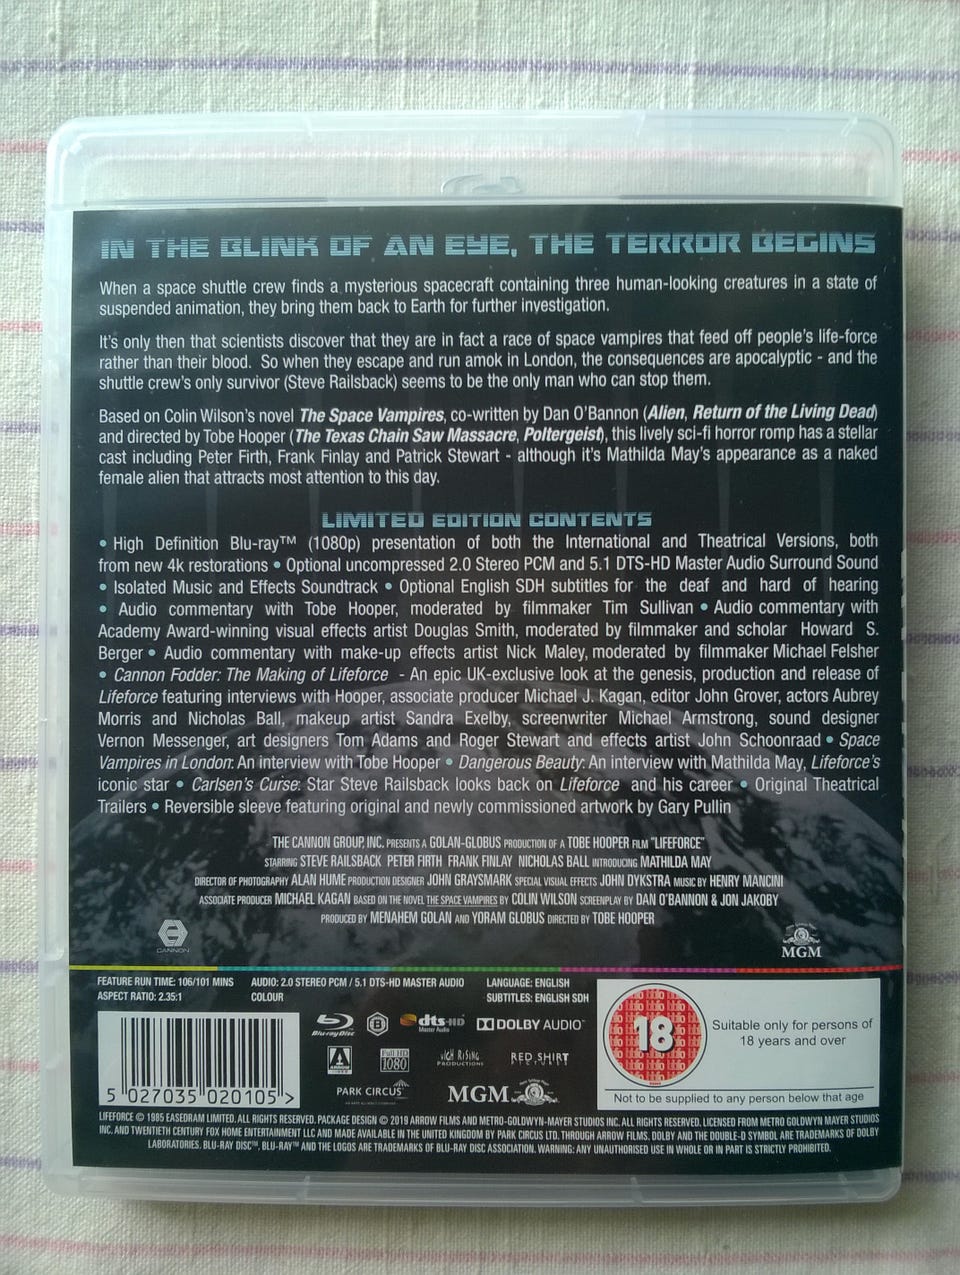 IN THE BLINK OF AN EYE, THE TERROR BEGINS
When a space shuttle crew finds a mysterious spacecraft containing three human-looking creatures in a state of
suspended animation, they bring them back to Earth for further investigation.
It's only then that scientists discover that they are in fact a race of space vampires that feed off people's life-force
rather than their blood. So when they escape and run amok in London, the consequences are apocalyptic - and the
shuttle crew's only survivor (Steve Railsback) seems to be the only man who can stop them.
Based on Colin Wilson's novel The Space Vampires, co-written by Dan O'Bannon (Alien, Return of the Living Dead)
and directed by Tobe Hooper (The Texas Chain Saw Massacre, Poltergeist), this lively sci-fi horror romp has a stellar
cast including Peter Firth, Frank Finlay and Patrick Stewart - although it's Mathilda May's appearance as a naked
female alien that attracts most attention to this day.
LIMITED EDITION CONTENTS
• High Definition Blu-ray™ (1080p) presentation of both the International and Theatrical Versions, both
from new 4k restorations • Optional uncompressed 2.0 Stereo PCM and 5.1 DTS-HD Master Audio Surround Sound
• Isolated Music and Effects Soundtrack • Optional English SDH subtitles for the deaf and hard of hearing
• Audio commentary with Tobe Hooper, moderated by filmmaker Tim Sullivan • Audio commentary with
Academy Award-winning visual effects artist Douglas Smith, moderated by filmmaker and scholar Howard S.
Berger • Audio commentary with make-up effects artist Nick Maley, moderated by filmmaker Michael Felsher
• Cannon Fodder: The Making of Lifeforce - An epic UK-exclusive look at the genesis, production and release of
Lifeforce featuring interviews with Hooper, associate producer Michael J. Kagan, editor John Grover, actors Aubrey
Morris and Nicholas Ball, makeup artist Sandra Exelby, screenwriter Michael Armstrong, sound designer
Vernon Messenger, art designers Tom Adams and Roger Stewart and effects artist John Schoonraad • Space
Vampires in London: An interview with Tobe Hooper • Dangerous Beauty: An interview with Mathilda May, Lifeforce's
iconic star • Carlsen's Curse: Star Steve Railsback looks back on Lifeforce and his career • Original Theatrical
Trailers • Reversible sleeve featuring original and newly commissioned artwork by Gary Pullin
THE CANNON GROUP, INC. PRESENTS A GOLAN-GLOBUS PRODUCTION OF A TOBE HOOPER FILM "LIFEFORCE"
STARRING STEVE RAILSBACK PETER FIRTH FRANK FINLAY NICHOLAS BALL INTRODUCING MATHILDA MAY
DIRECTOR OF PHOTOGRAPHY ALAN HUME PRODUCTION DESIGNER JOHN GRAYSMARK SPECIAL VISUAL EFFECTS JOHN DYKSTRA MUSIC BY HENRY MANCINI
ASSOCIATE PRODUCER MICHAEL KAGAN BASED ON THE NOVEL THE SPACE VAMPIRES BY COLIN WILSON SCREENPLAY BY DAN O'BANNON & JON JAKOBY
PRODUCED BY MENAHEM GOLAN AND YORAM GLOBUS DIRECTED BY TOBE HOOPER
CANNON
MGM
FEATURE RUN TIME: 106/101 MINS
ASPECT RATIO: 2.35:1
AUDIO: 2.0 STEREO PCM / 5.1 DTS-HD MASTER AUDIO
COLOUR
LANGUAGE: ENGLISH
SUBTITLES: ENGLISH SDH
5 027035 020105 >
Blu-ray Disc
B
dts-HD
Master Audio
DOLBY AUDIO™
ARROW
Full HD
1080
HIGH RISING
PRODUCTIONS
RED SHIRT
PICTURES
PARK CIRCUS
MGM
18
Suitable only for persons of
18 years and over
Not to be supplied to any person below that age
LIFEFORCE © 1985 EASEDRAM LIMITED. ALL RIGHTS RESERVED. PACKAGE DESIGN © 2019 ARROW FILMS AND METRO-GOLDWYN-MAYER STUDIOS INC. ALL RIGHTS RESERVED. LICENSED FROM METRO GOLDWYN MAYER STUDIOS
INC. AND TWENTIETH CENTURY FOX HOME ENTERTAINMENT LLC AND MADE AVAILABLE IN THE UNITED KINGDOM BY PARK CIRCUS LTD. THROUGH ARROW FILMS. DOLBY AND THE DOUBLE-D SYMBOL ARE TRADEMARKS OF DOLBY
LABORATORIES. BLU-RAY DISC™, BLU-RAY™ AND THE LOGOS ARE TRADEMARKS OF BLU-RAY DISC ASSOCIATION. WARNING: ANY UNAUTHORISED USE IN WHOLE OR IN PART IS STRICTLY PROHIBITED.